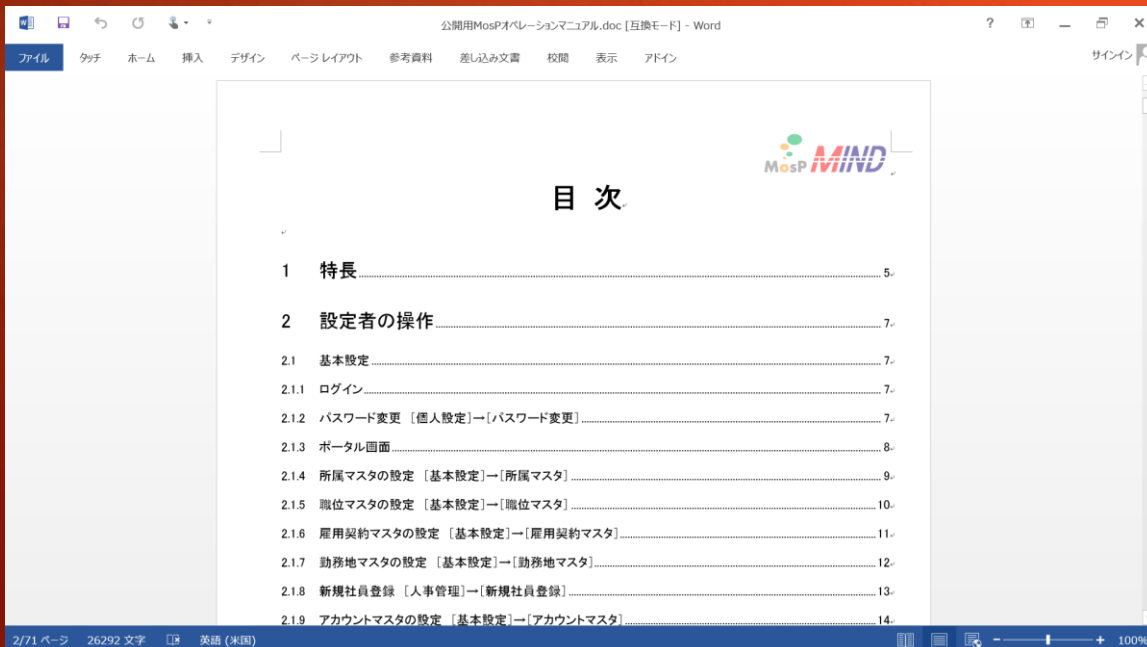 公開用MosPオペレーションマニュアル.doc [互換モード] - Word
ファイル タッチ ホーム 挿入 デザイン ページ レイアウト 参考資料 差し込み文書 校閲 表示 アドイン サインイン
MosP MIND
目 次
1 特長 5
2 設定者の操作 7
2.1 基本設定 7
2.1.1 ログイン 7
2.1.2 パスワード変更 [個人設定]→[パスワード変更] 7
2.1.3 ポータル画面 8
2.1.4 所属マスタの設定 [基本設定]→[所属マスタ] 9
2.1.5 職位マスタの設定 [基本設定]→[職位マスタ] 10
2.1.6 雇用契約マスタの設定 [基本設定]→[雇用契約マスタ] 11
2.1.7 勤務地マスタの設定 [基本設定]→[勤務地マスタ] 12
2.1.8 新規社員登録 [人事管理]→[新規社員登録] 13
2.1.9 アカウントマスタの設定 [基本設定]→[アカウントマスタ] 14
2/71 ページ 26292 文字 英語 (米国) 100%